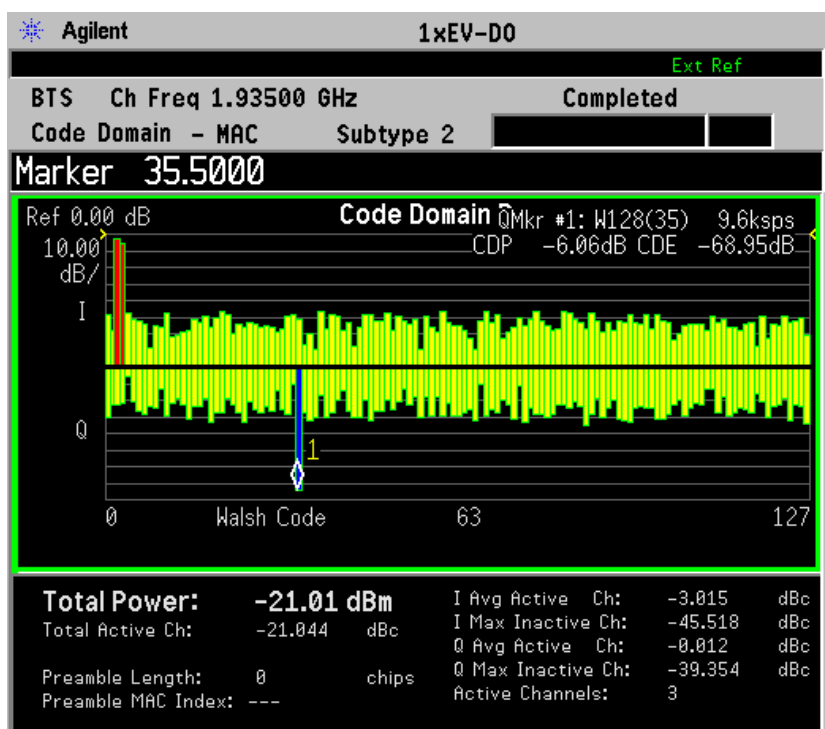 Agilent 1xEV-DO
Ext Ref
BTS Ch Freq 1.93500 GHz Completed
Code Domain - MAC Subtype 2
Marker 35.5000
Ref 0.00 dB Code Domain Mkr #1: W128(35) 9.6ksps
10.00 CDP -6.06dB CDE -68.95dB
dB/
I
Q
1
0 Walsh Code 63 127
Total Power: -21.01 dBm
Total Active Ch: -21.044 dBc
Preamble Length: 0 chips
Preamble MAC Index: ---
I Avg Active Ch: -3.015 dBc
I Max Inactive Ch: -45.518 dBc
Q Avg Active Ch: -0.012 dBc
Q Max Inactive Ch: -39.354 dBc
Active Channels: 3